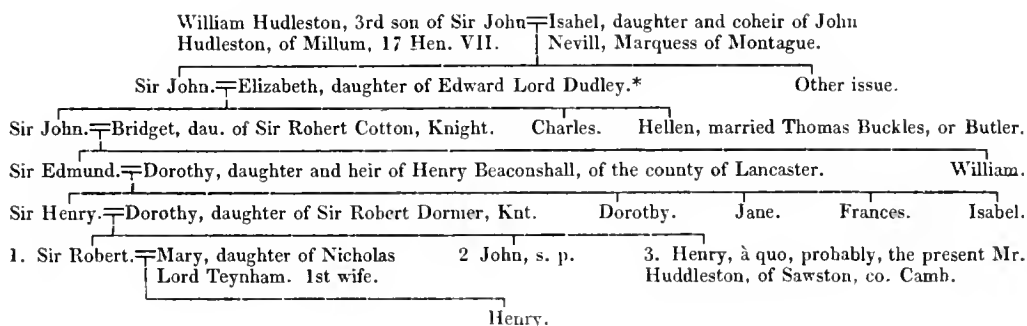 William Hudleston, 3rd son of Sir John Isabel, daughter and coheir of John
Hudleston, of Millum, 17 Hen. VII. Nevill, Marquess of Montague.
Sir John. Elizabeth, daughter of Edward Lord Dudley.* Other issue.
Sir John. Bridget, dau. of Sir Robert Cotton, Knight. Charles. Hellen, married Thomas Buckles, or Butler.
Sir Edmund. Dorothy, daughter and heir of Henry Beaconshall, of the county of Lancaster. William.
Sir Henry. Dorothy, daughter of Sir Robert Dormer, Knt. Dorothy. Jane. Frances. Isabel.
1. Sir Robert. Mary, daughter of Nicholas 2 John, s. p. 3. Henry, à quo, probably, the present Mr.
Lord Teynham. 1st wife. Huddleston, of Sawston, co. Camb.
Henry.